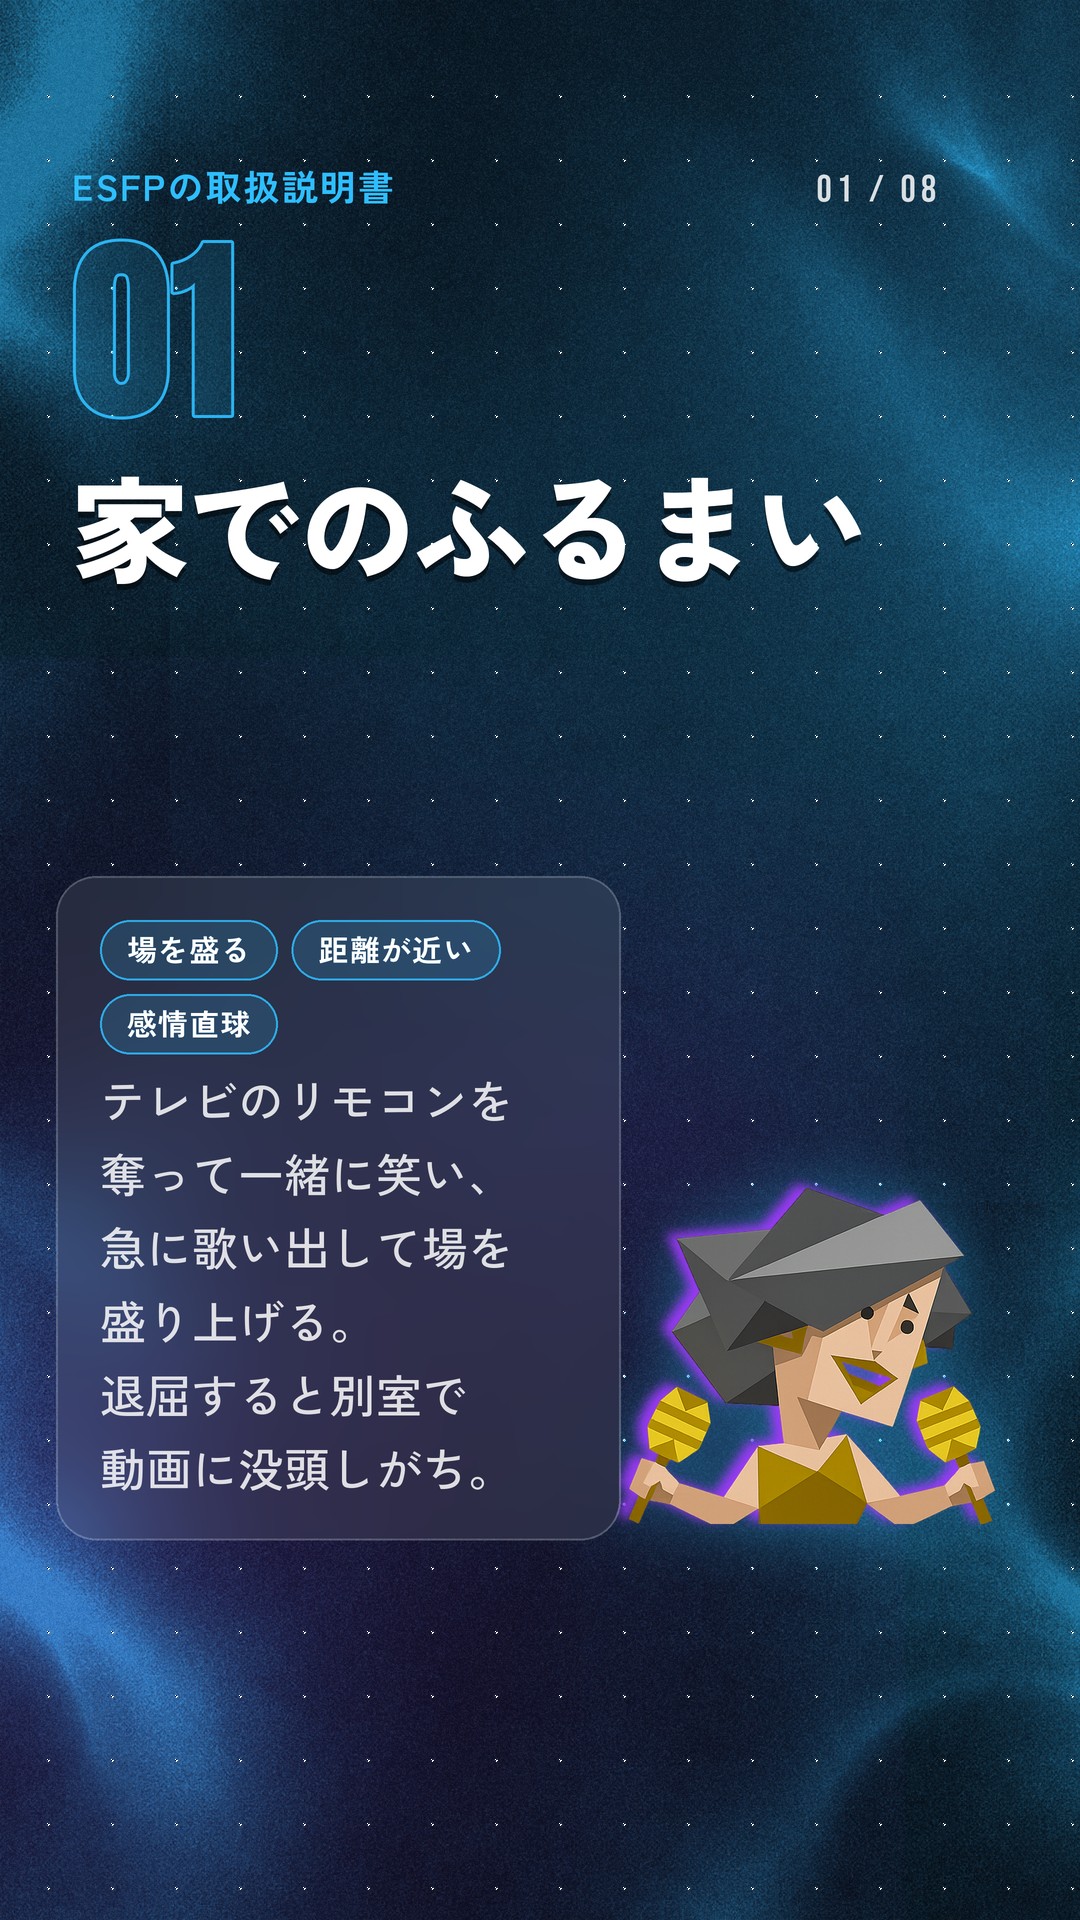 ESFPの取扱説明書
01 / 08
01
家でのふるまい
場を盛る
距離が近い
感情直球
テレビのリモコンを
奪って一緒に笑い、
急に歌い出して場を
盛り上げる。
退屈すると別室で
動画に没頭しがち。